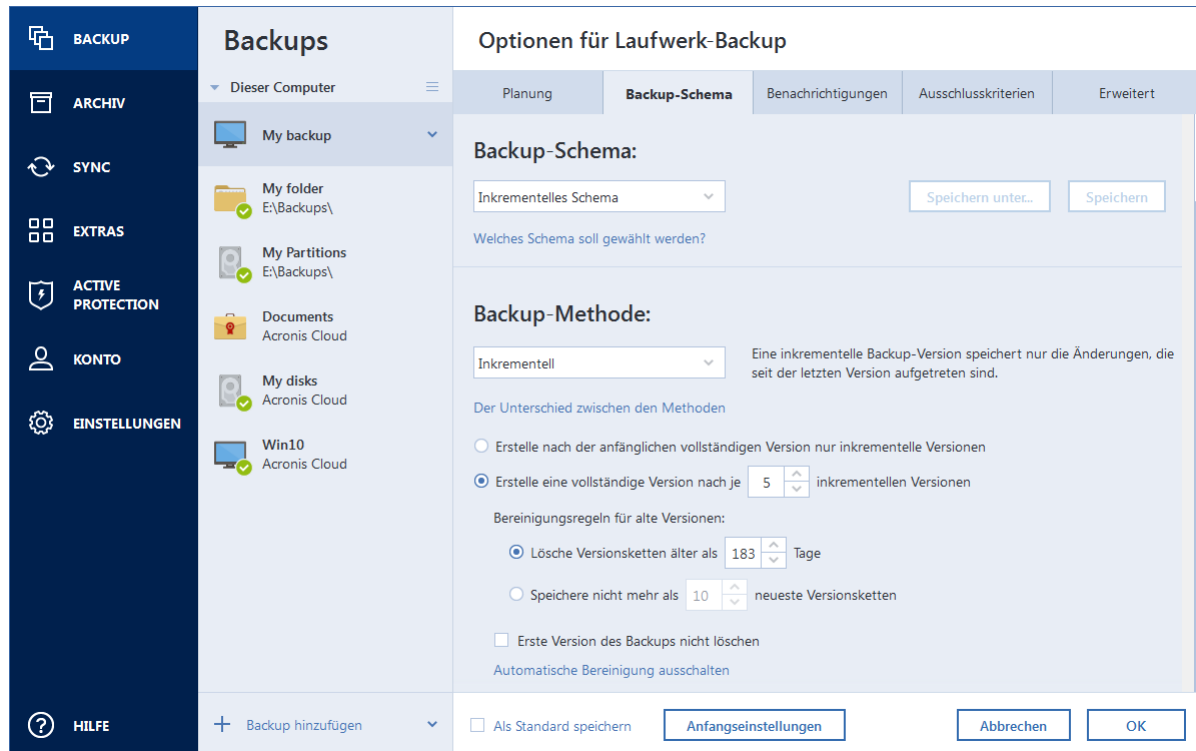 BACKUP
ARCHIV
SYNC
EXTRAS
ACTIVE
PROTECTION
KONTO
EINSTELLUNGEN
HILFE
Backups
Dieser Computer
My backup
My folder
E:\Backups\
My Partitions
E:\Backups\
Documents
Acronis Cloud
My disks
Acronis Cloud
Win10
Acronis Cloud
Backup hinzufügen
Optionen für Laufwerk-Backup
Planung Backup-Schema Benachrichtigungen Ausschlusskriterien Erweitert
Backup-Schema:
Inkrementelles Schema Speichern unter... Speichern
Welches Schema soll gewählt werden?
Backup-Methode:
Inkrementell
Eine inkrementelle Backup-Version speichert nur die Änderungen, die
seit der letzten Version aufgetreten sind.
Der Unterschied zwischen den Methoden
Erstelle nach der anfänglichen vollständigen Version nur inkrementelle Versionen
Erstelle eine vollständige Version nach je 5 inkrementellen Versionen
Bereinigungsregeln für alte Versionen:
Lösche Versionsketten älter als 183 Tage
Speichere nicht mehr als 10 neueste Versionsketten
Erste Version des Backups nicht löschen
Automatische Bereinigung ausschalten
Als Standard speichern Anfangseinstellungen Abbrechen OK